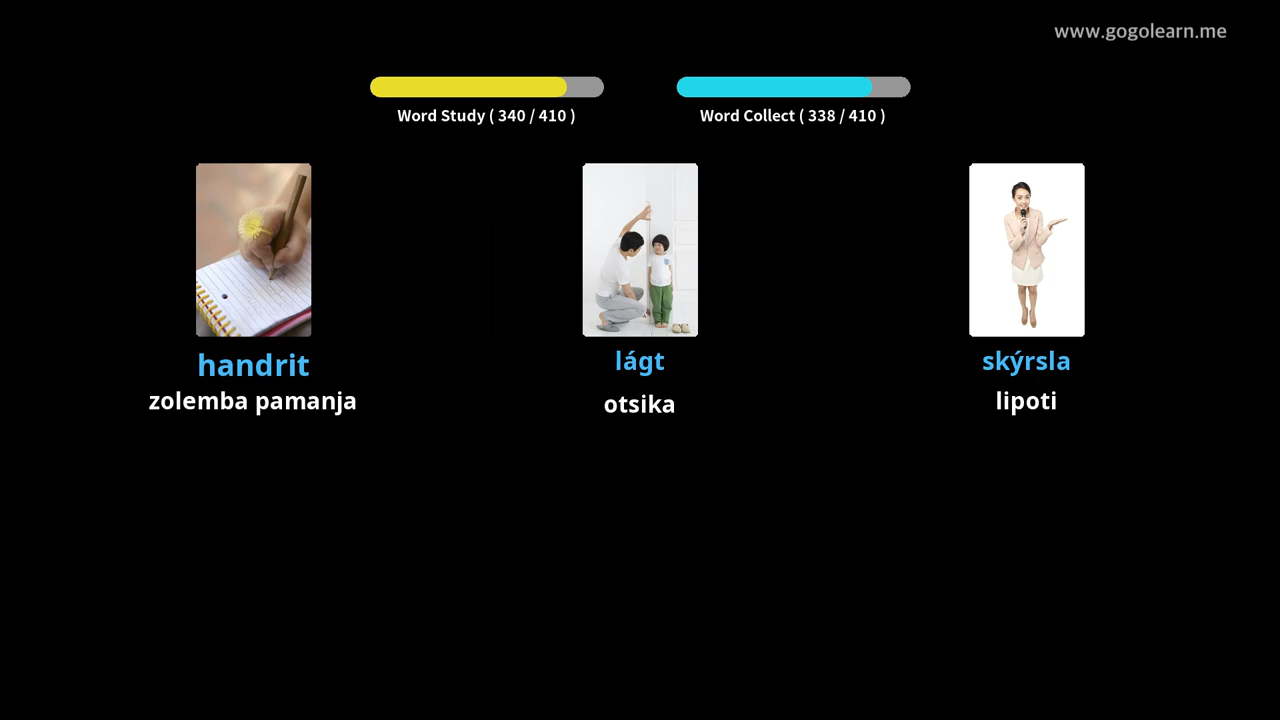 www.gogolearn.me
Word Study ( 340 / 410 )
Word Collect ( 338 / 410 )
handrit
zolemba pamanja
lágt
otsika
skýrsla
lipoti